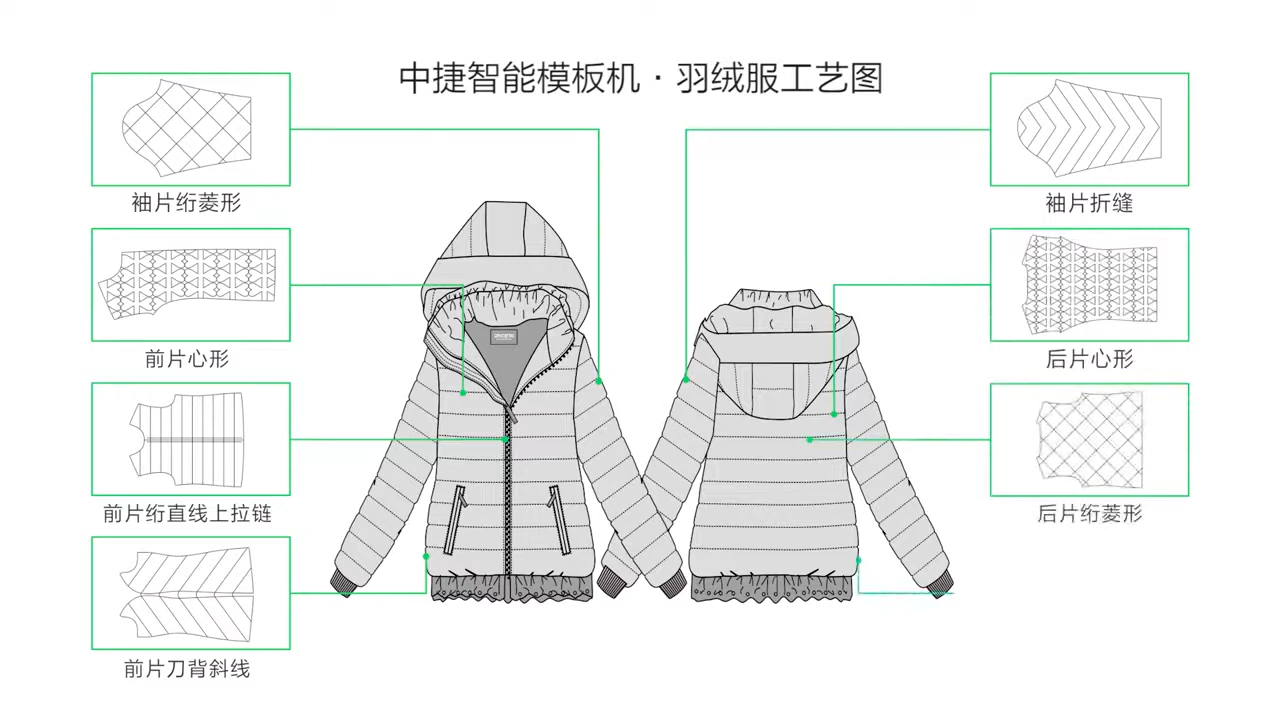 中捷智能模板机·羽绒服工艺图
袖片绗菱形
袖片折缝
前片心形
后片心形
前片绗直线上拉链
后片绗菱形
前片刀背斜线